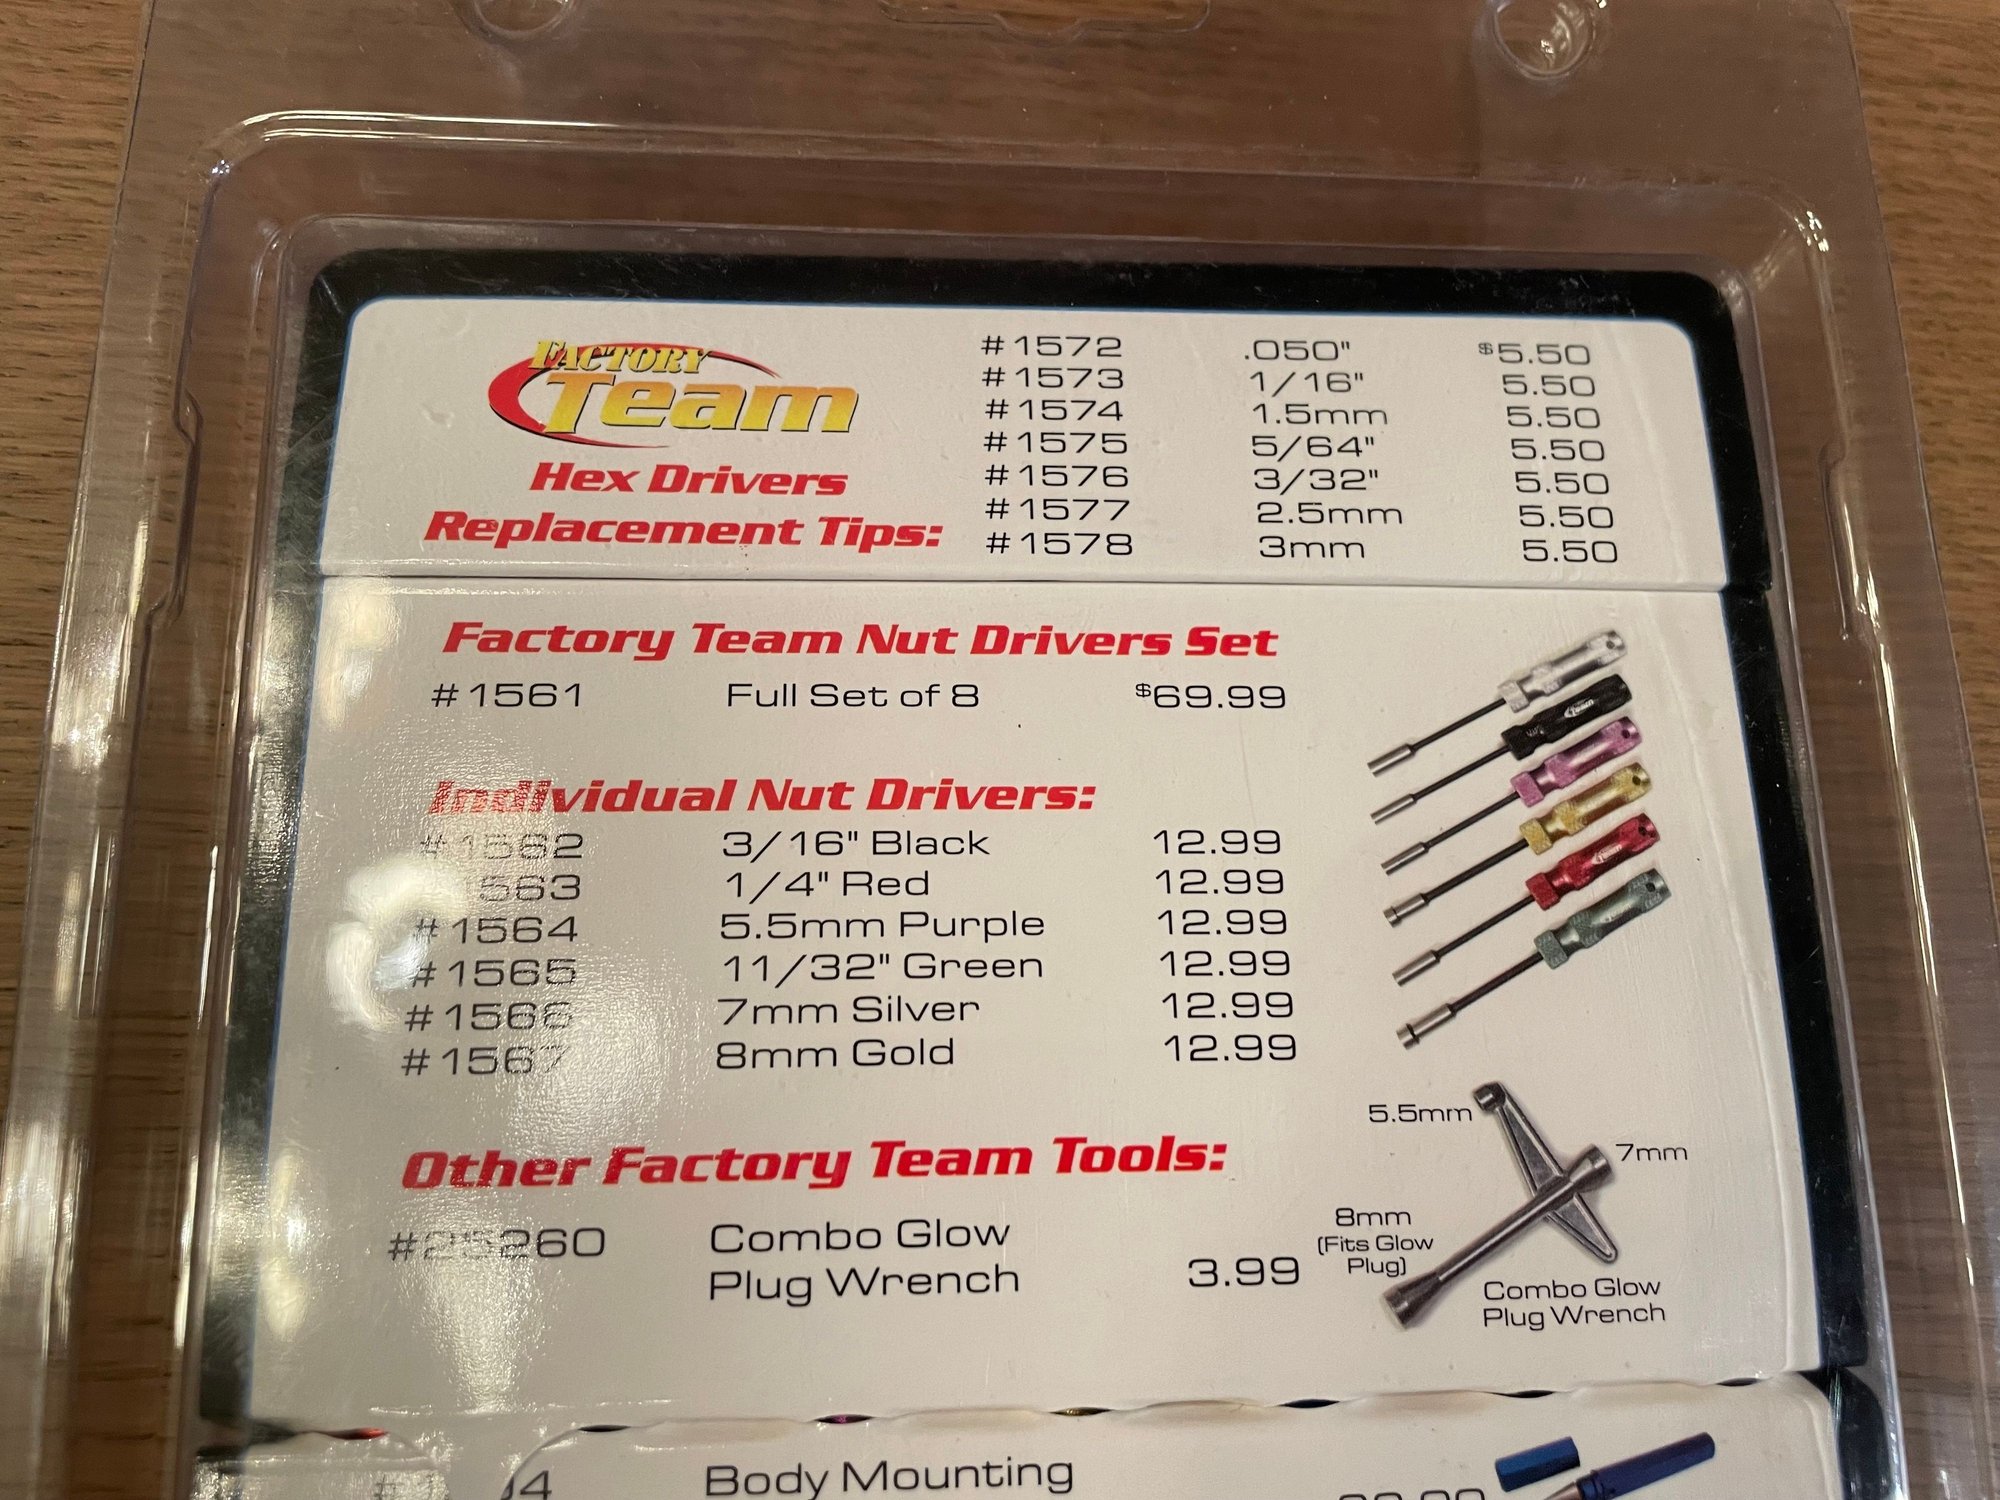 FACTORY
Team
Hex Drivers
Replacement Tips:
#1572 .050" $5.50
#1573 1/16" 5.50
#1574 1.5mm 5.50
#1575 5/64" 5.50
#1576 3/32" 5.50
#1577 2.5mm 5.50
#1578 3mm 5.50
Factory Team Nut Drivers Set
#1561 Full Set of 8 $69.99
Individual Nut Drivers:
#1562 3/16" Black 12.99
1563 1/4" Red 12.99
#1564 5.5mm Purple 12.99
#1565 11/32" Green 12.99
#1566 7mm Silver 12.99
#1567 8mm Gold 12.99
Other Factory Team Tools:
#25260 Combo Glow
Plug Wrench 3.99
5.5mm
7mm
8mm
(Fits Glow
Plug)
Combo Glow
Plug Wrench
Body Mounting